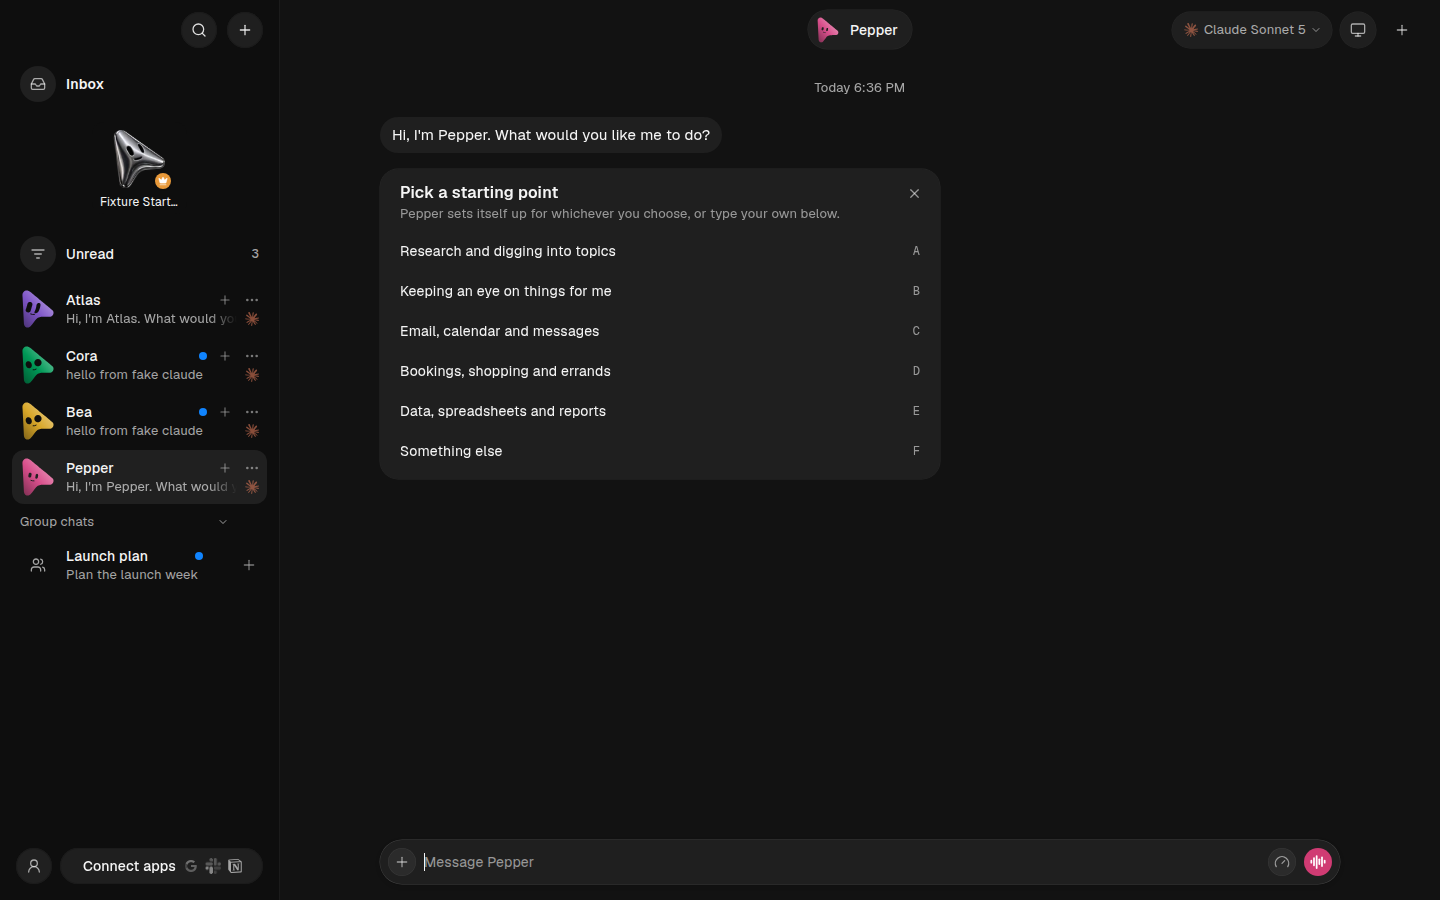 Inbox
Fixture Start...
Unread 3
Atlas
Hi, I'm Atlas. What would yo
Cora
hello from fake claude
Bea
hello from fake claude
Pepper
Hi, I'm Pepper. What would y
Group chats
Launch plan
Plan the launch week
Connect apps
Pepper
Claude Sonnet 5
Today 6:36 PM
Hi, I'm Pepper. What would you like me to do?
Pick a starting point
Pepper sets itself up for whichever you choose, or type your own below.
Research and digging into topics A
Keeping an eye on things for me B
Email, calendar and messages C
Bookings, shopping and errands D
Data, spreadsheets and reports E
Something else F
Message Pepper